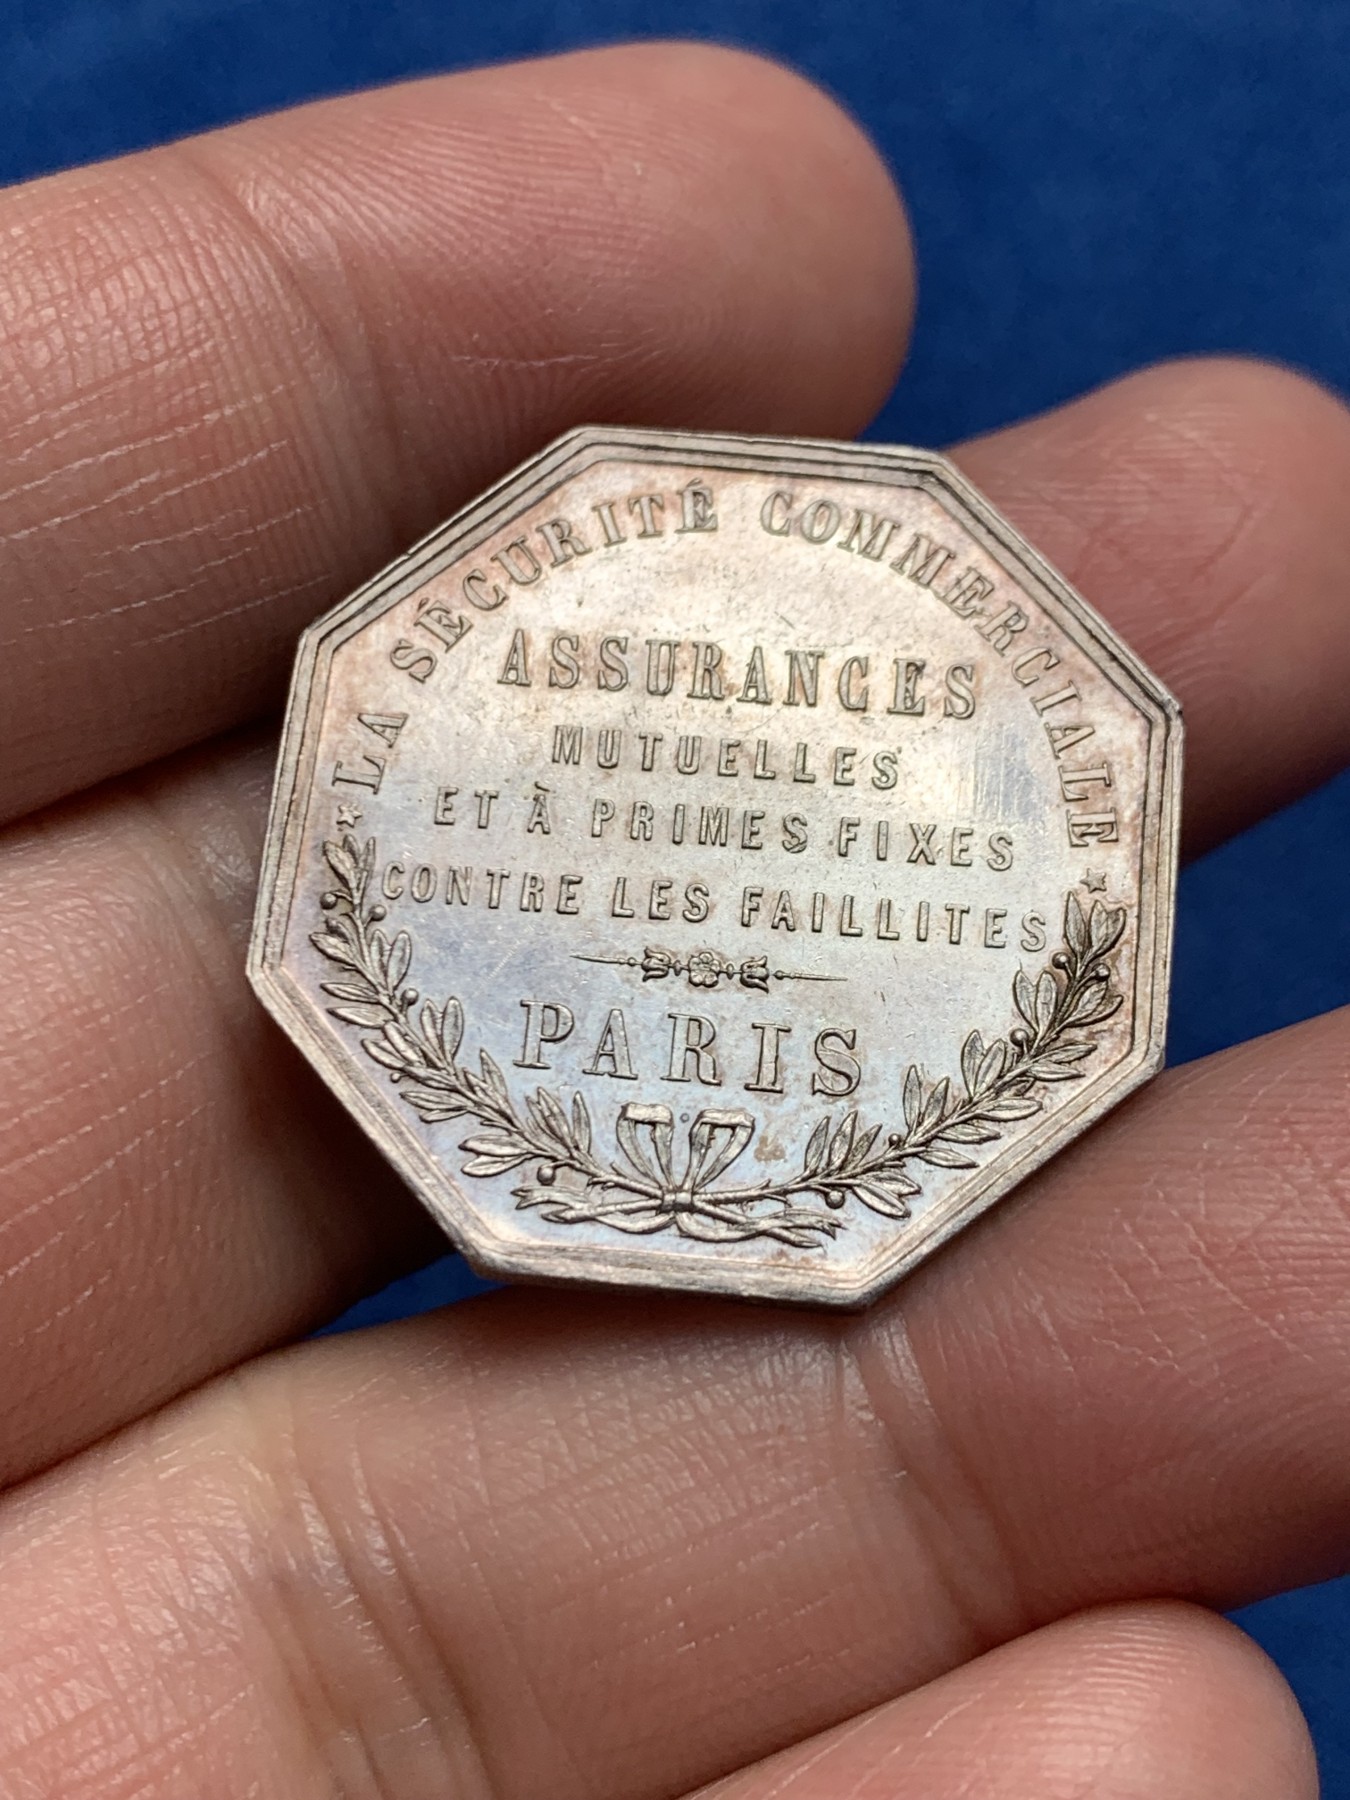 LA SÉCURITÉ COMMERCIALE
ASSURANCES
MUTUELLES
ET À PRIMES FIXES
CONTRE LES FAILLITES
PARIS